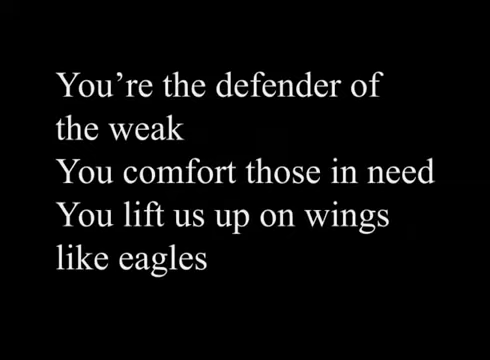 You’re the defender of
the weak
You comfort those in need
You lift us up on wings
like eagles